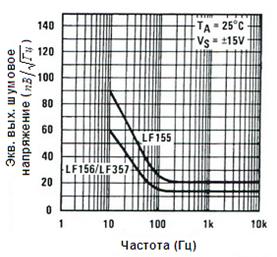 Экв. вых. шумовое
напряжение (nВ/√Гц)
140
120
100
80
60
40
20
0
T_A = 25°C
V_S = ±15V
LF155
LF156/LF357
1
10
100
1k
10k
Частота (Гц)